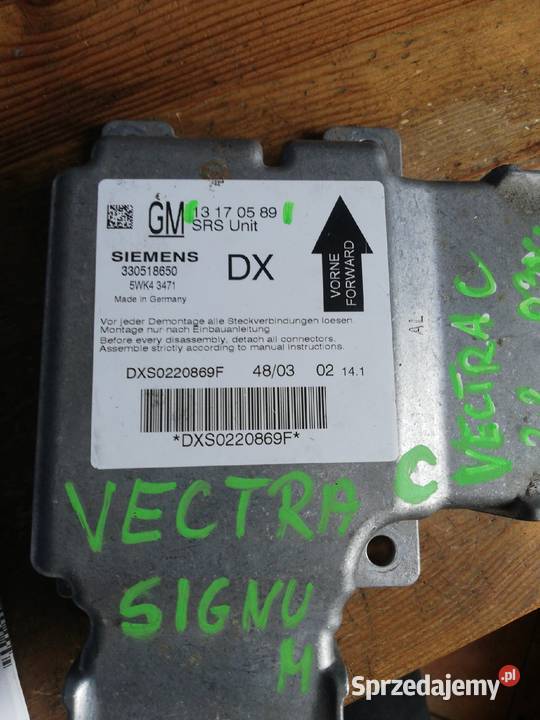 GM 13 17 05 89
SRS Unit
SIEMENS
330518650
5WK4 3471
Made in Germany
DX
VORNE
FORWARD
Vor jeder Demontage alle Steckverbindungen loesen.
Montage nur nach Einbauanleitung
Before every disassembly, detach all connectors.
Assemble strictly according to manual instructions.
DXS0220869F 48/03 02 14.1
*DXS0220869F*
AL
VECTRA C
SIGNU
M
VECTRA C
Sprzedajemy.pl